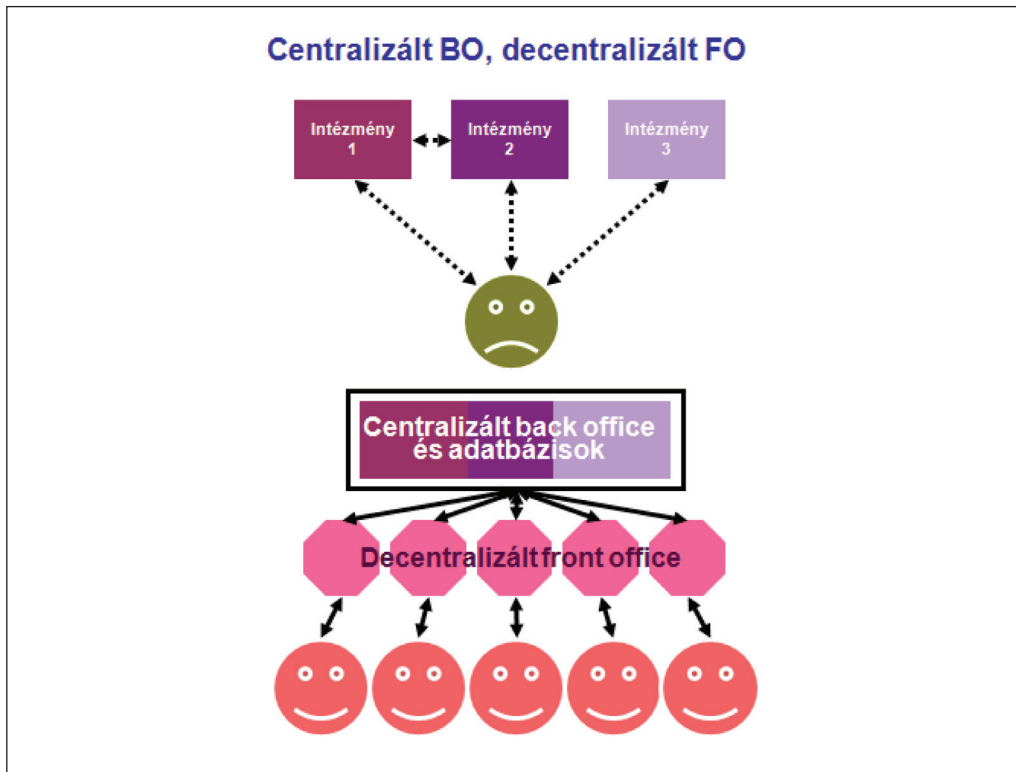 Centralizált BO, decentralizált FO
Intézmény
1
Intézmény
2
Intézmény
3
Centralizált back office
és adatbázisok
Decentralizált front office